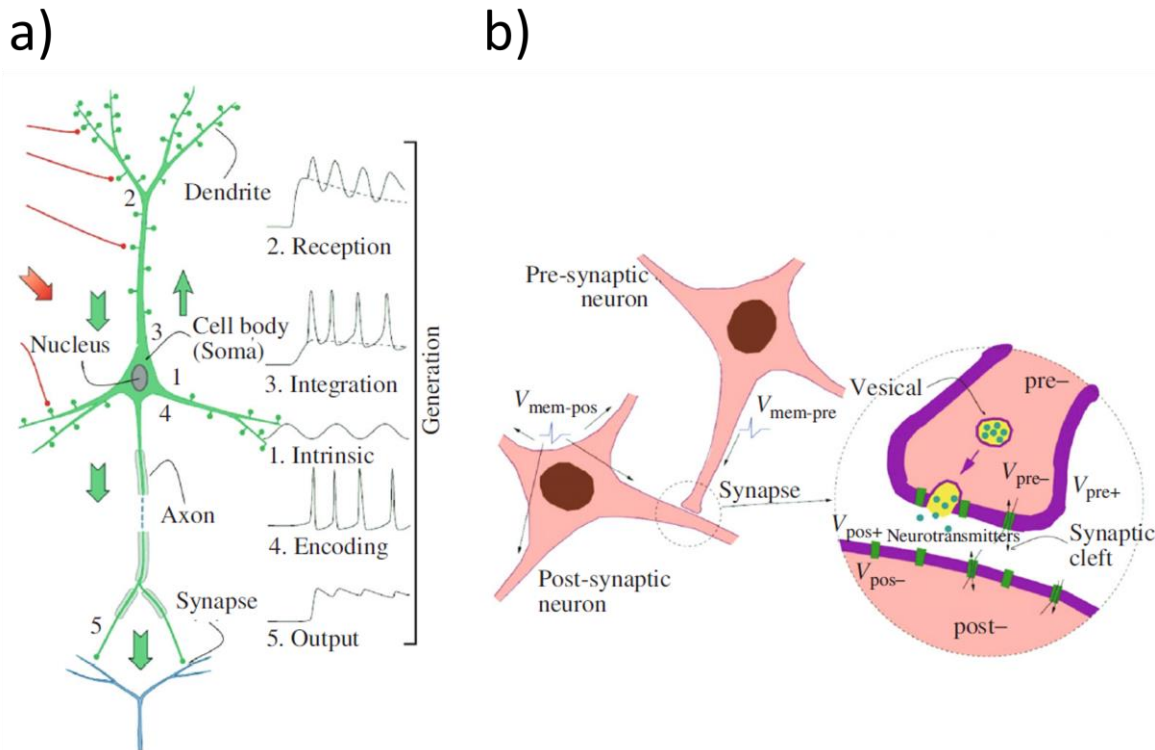 a)
b)
2
Dendrite
2. Reception
3
Nucleus
Cell body
(Soma)
1
3. Integration
4
1. Intrinsic
Axon
4. Encoding
Synapse
5
5. Output
Generation
Pre-synaptic
neuron
Vmem-pos
Vmem-pre
Synapse
Post-synaptic
neuron
Vesical
pre–
Vpre–
Vpre+
Vpos+
Neurotransmitters
Synaptic
cleft
Vpos–
post–